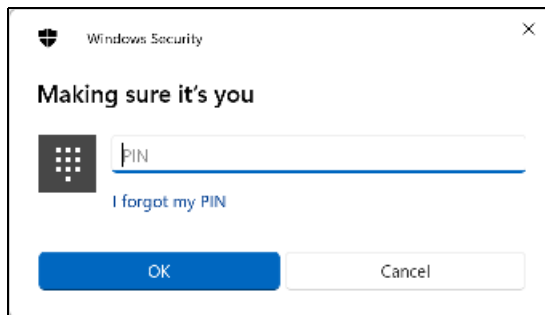 Windows Security
Making sure it's you
PIN
I forgot my PIN
OK
Cancel